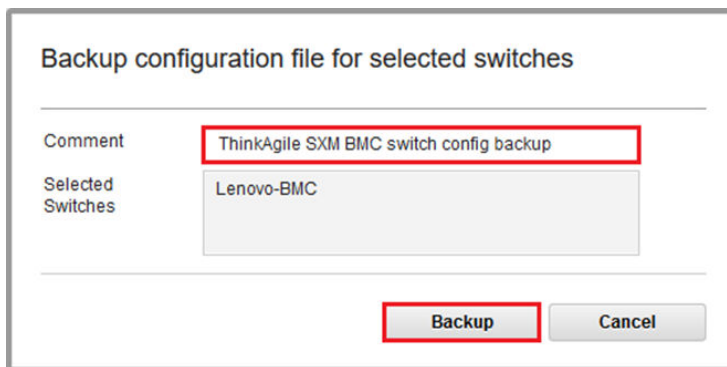 Backup configuration file for selected switches
Comment
ThinkAgile SXM BMC switch config backup
Selected
Switches
Lenovo-BMC
Backup
Cancel